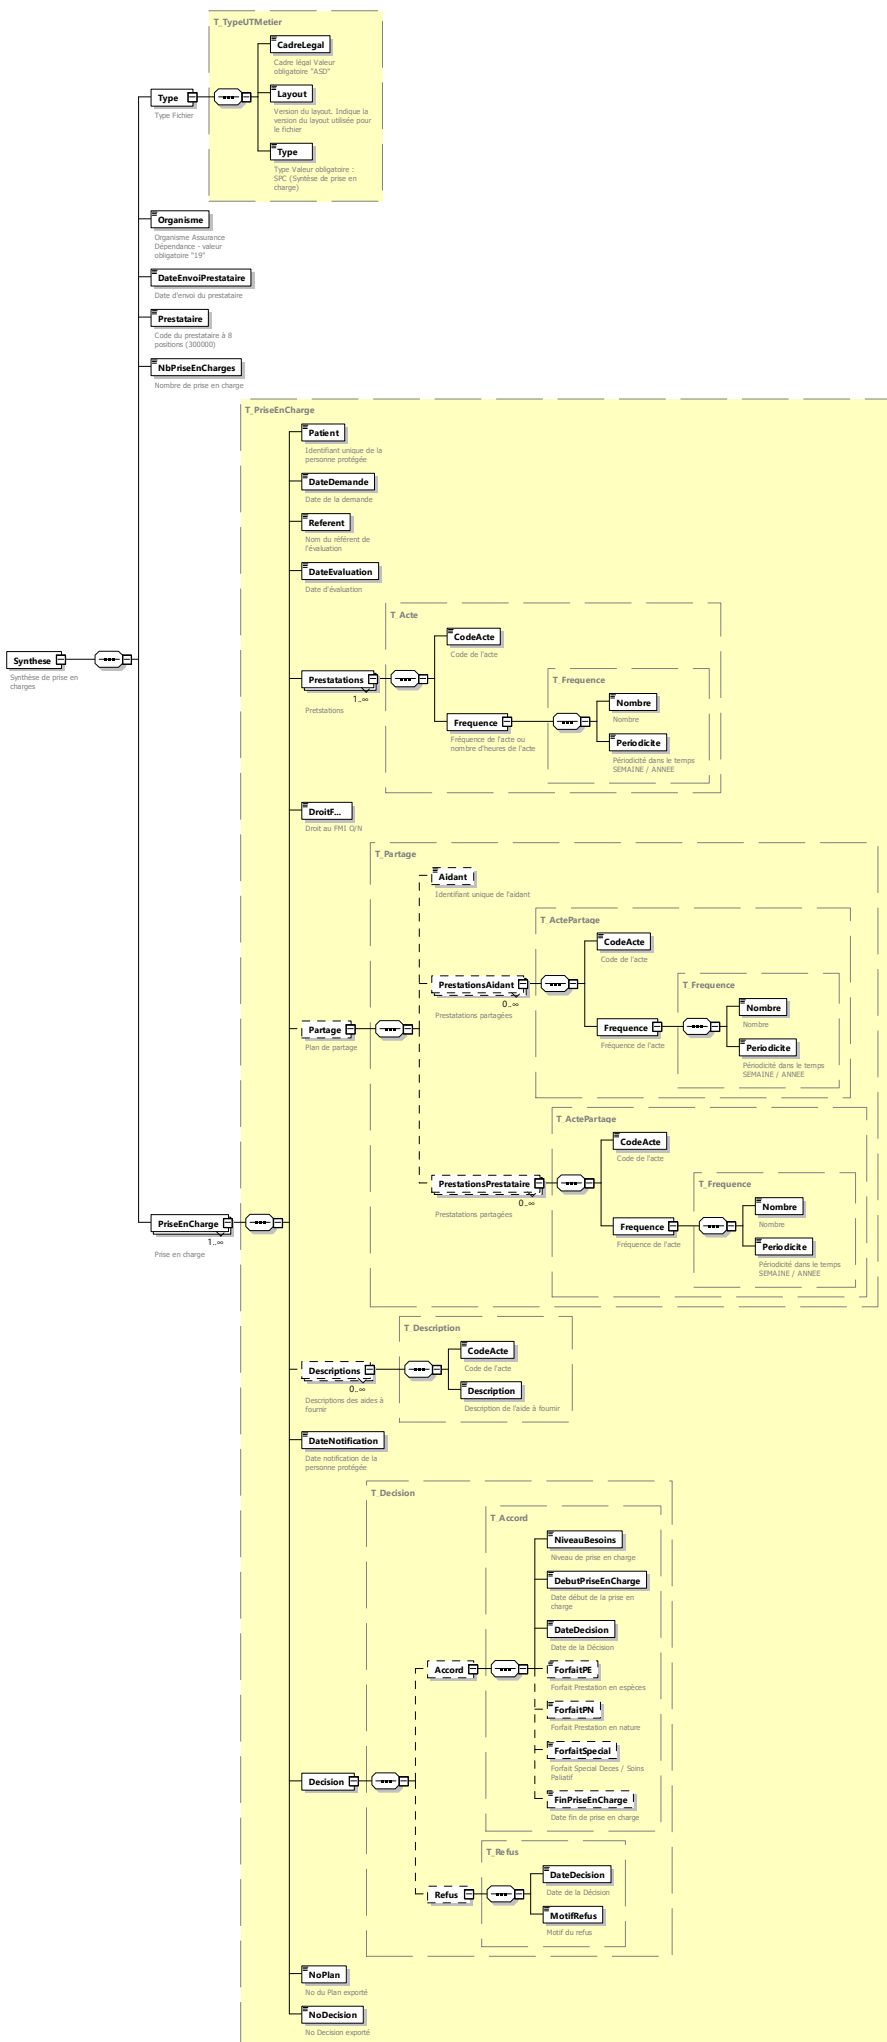 T_TypeUTMetier
CadreLegal
Cadre légal Valeur
obligatoire "ASD"
Type
Type Fichier
Layout
Version du layout. Indique la
version du layout utilisée pour
le fichier
Type
Type Valeur obligatoire :
SPC (Syntèse de prise en
charge)
Organisme
Organisme Assurance
Dépendance - valeur
obligatoire "19"
DateEnvoiPrestataire
Date d'envoi du prestataire
Prestataire
Code du prestataire à 8
positions (300000)
NbPriseEnCharges
Nombre de prise en charge
T_PriseEnCharge
Patient
Identifiant unique de la
personne protégée
DateDemande
Date de la demande
Referent
Nom du référent de
l'évaluation
DateEvaluation
Date d'évaluation
T_Acte
CodeActe
Code de l'acte
Synthese
Synthèse de prise en
charges
Prestatations
1..∞
Pretstations
T_Frequence
Nombre
Nombre
Frequence
Fréquence de l'acte ou
nombre d'heures de l'acte
Periodicite
Périodicité dans le temps
SEMAINE / ANNEE
DroitF...
Droit au FMI O/N
T_Partage
Aidant
Identifiant unique de l'aidant
T_ActePartage
CodeActe
Code de l'acte
PrestationsAidant
0..∞
Prestatations partagées
T_Frequence
Nombre
Nombre
Partage
Plan de partage
Frequence
Fréquence de l'acte
Periodicite
Périodicité dans le temps
SEMAINE / ANNEE
T_ActePartage
CodeActe
Code de l'acte
PrestationsPrestataire
0..∞
Prestatations partagées
T_Frequence
Nombre
Nombre
PriseEnCharge
1..∞
Prise en charge
Frequence
Fréquence de l'acte
Periodicite
Périodicité dans le temps
SEMAINE / ANNEE
T_Description
CodeActe
Code de l'acte
Descriptions
0..∞
Descriptions des aides à
fournir
Description
Description de l'aide à fournir
DateNotification
Date notification de la
personne protégée
T_Decision
T_Accord
NiveauBesoins
Niveau de prise en charge
DebutPriseEnCharge
Date début de la prise en
charge
DateDecision
Date de la Décision
Accord
ForfaitPE
Forfait Prestation en espèces
ForfaitPN
Forfait Prestation en nature
ForfaitSpecial
Forfait Special Deces / Soins
Paliatif
Decision
FinPriseEnCharge
Date fin de prise en charge
T_Refus
DateDecision
Date de la Décision
Refus
MotifRefus
Motif du refus
NoPlan
No du Plan exporté
NoDecision
No Decision exporté